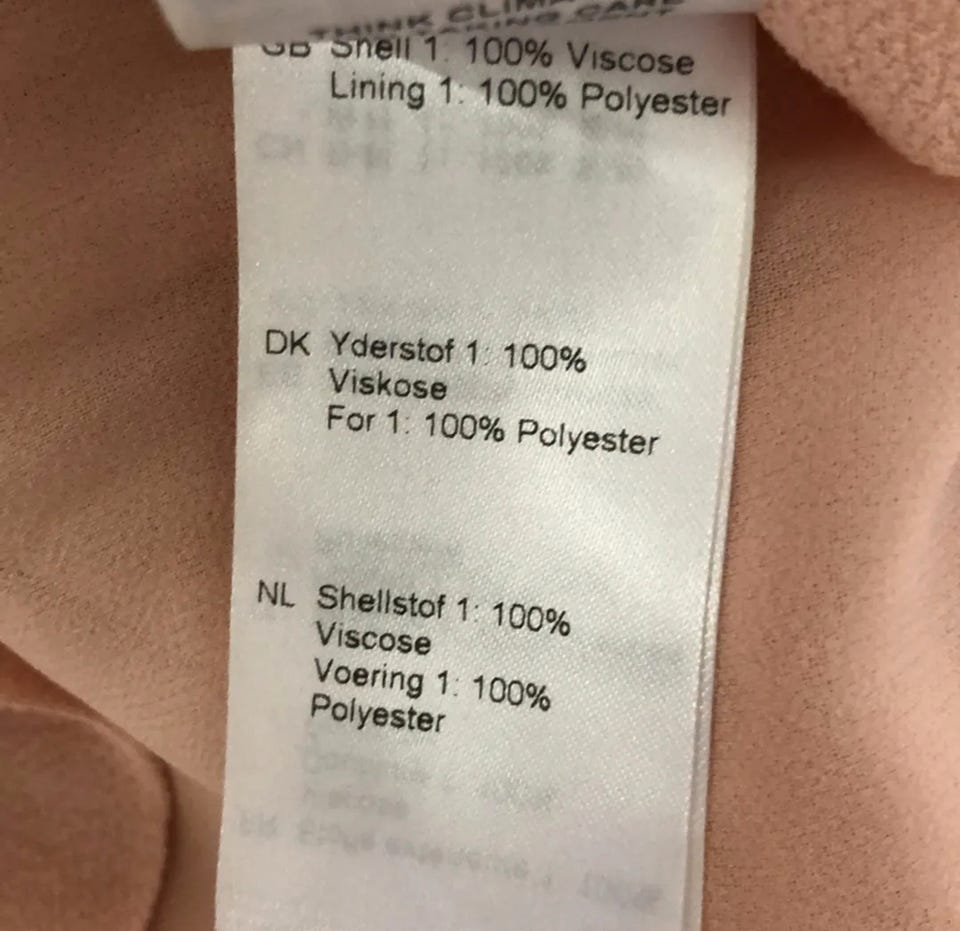 THINK
GB Shell 1: 100% Viscose
Lining 1: 100% Polyester
DK Yderstof 1: 100%
Viskose
For 1: 100% Polyester
NL Shellstof 1: 100%
Viscose
Voering 1: 100%
Polyester